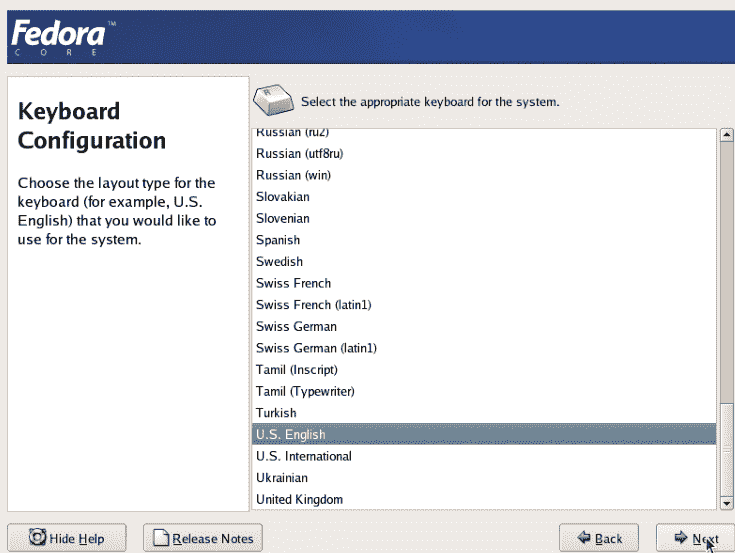 Fedora™
CORE
Keyboard
Configuration
Choose the layout type for the
keyboard (for example, U.S.
English) that you would like to
use for the system.
R
Select the appropriate keyboard for the system.
Russian (ru2)
Russian (utf8ru)
Russian (win)
Slovakian
Slovenian
Spanish
Swedish
Swiss French
Swiss French (latin1)
Swiss German
Swiss German (latin1)
Tamil (Inscript)
Tamil (Typewriter)
Turkish
U.S. English
U.S. International
Ukrainian
United Kingdom
Hide Help
Release Notes
Back
Next